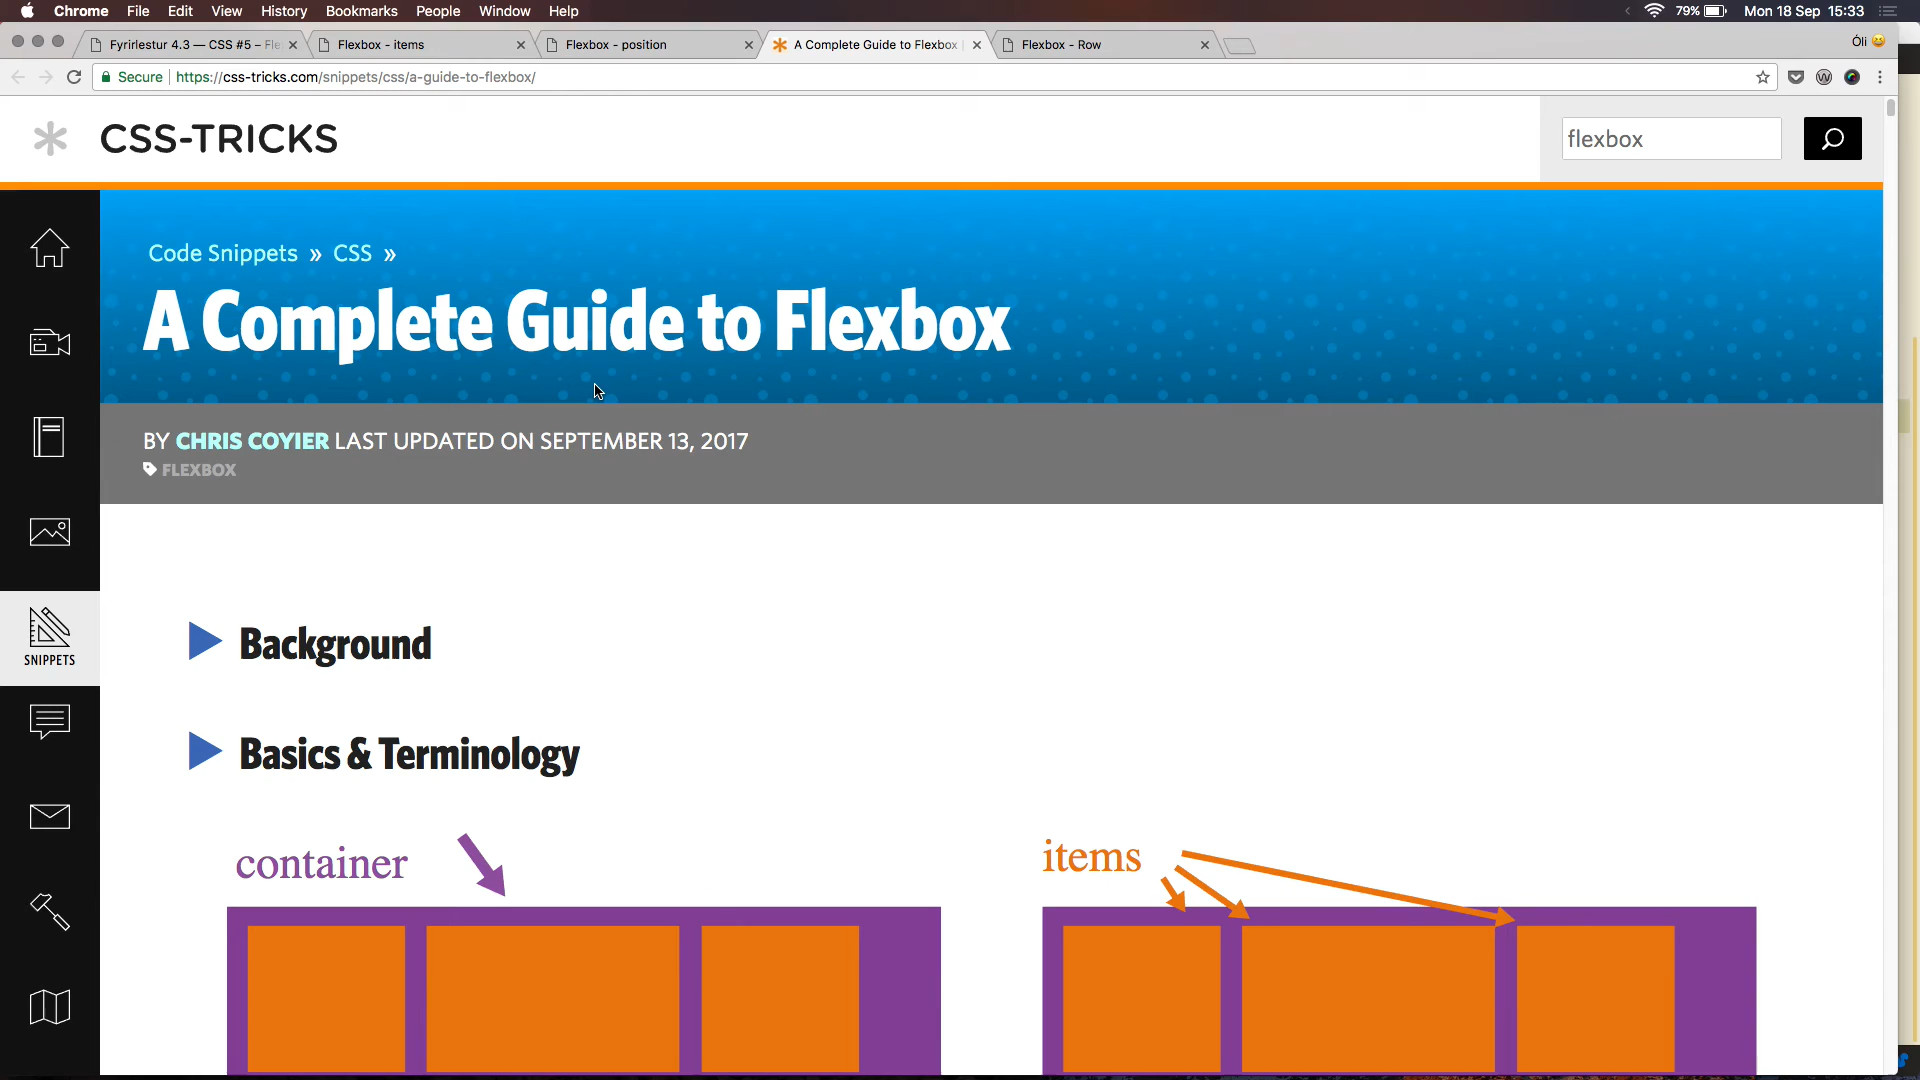 Chrome File Edit View History Bookmarks People Window Help 79% Mon 18 Sep 15:33
Fyrirlestur 4.3 — CSS #5 – Fle Flexbox - items Flexbox - position A Complete Guide to Flexbox Flexbox - Row Óli
Secure https://css-tricks.com/snippets/css/a-guide-to-flexbox/
CSS-TRICKS flexbox
Code Snippets » CSS »
A Complete Guide to Flexbox
BY CHRIS COYIER LAST UPDATED ON SEPTEMBER 13, 2017
FLEXBOX
Background
SNIPPETS
Basics & Terminology
container items